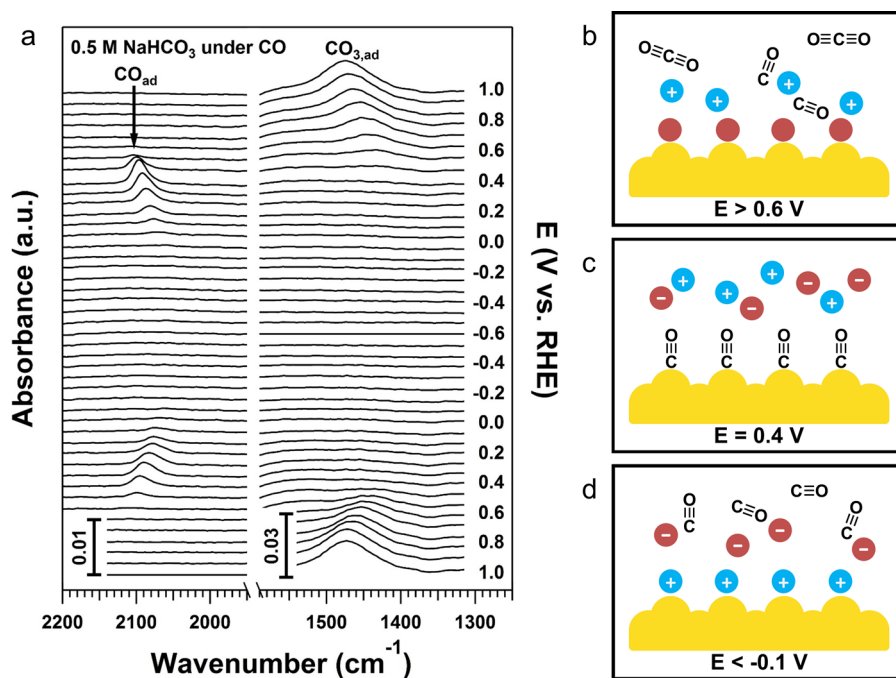 a
0.5 M NaHCO₃ under CO
CO₃,ad
COad
1.0
0.8
0.6
0.4
0.2
0.0
-0.2
-0.4
-0.6
-0.4
-0.2
0.0
0.2
0.4
0.6
0.8
1.0
0.01
0.03
2200
2100
2000
1500
1400
1300
Wavenumber (cm⁻¹)
Absorbance (a.u.)
E (V vs. RHE)
b
O≡C≡O
O≡C≡O
C≡O
C≡O
+
+
+
+
E > 0.6 V
c
+
+
+
+
-
-
-
-
O≡C
O≡C
O≡C
O≡C
E = 0.4 V
d
C≡O
C≡O
C≡O
C≡O
-
-
-
-
+
+
+
+
E < -0.1 V